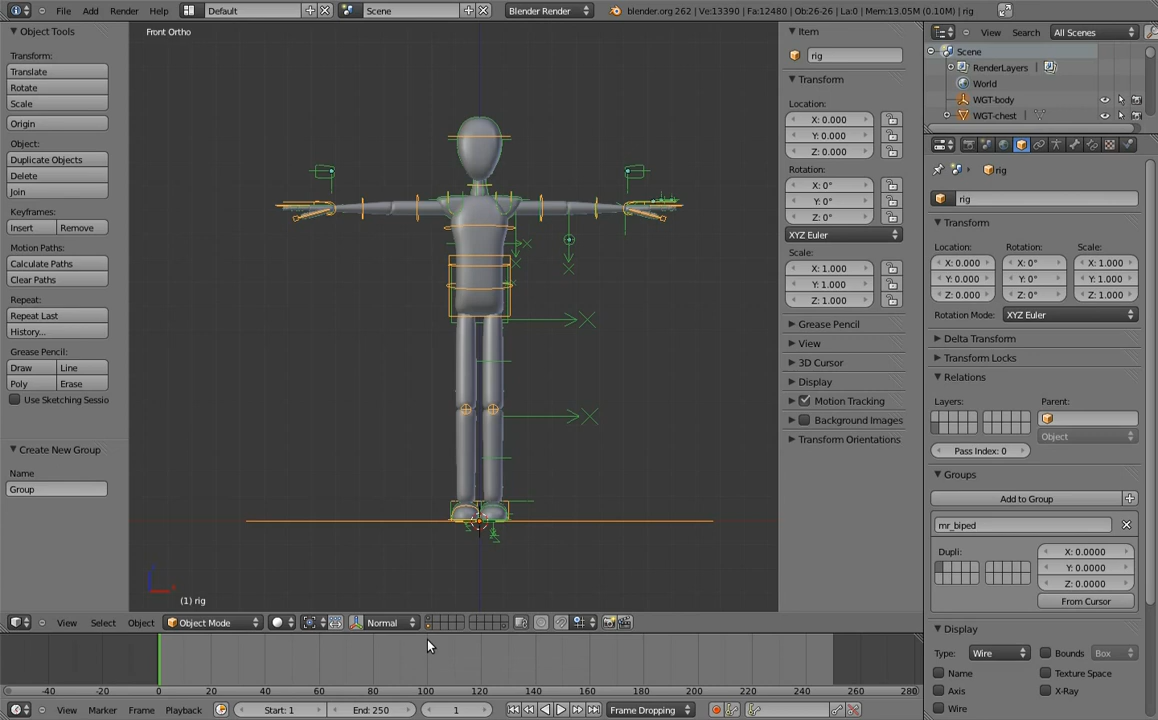 File Add Render Help Default Scene Blender Render blender.org 262 | Ve:13390 | Fa:12480 | Ob:26-26 | La:0 | Mem:13.05M (0.10M) | rig
Object Tools
Transform:
Translate
Rotate
Scale
Origin
Object:
Duplicate Objects
Delete
Join
Keyframes:
Insert Remove
Motion Paths:
Calculate Paths
Clear Paths
Repeat:
Repeat Last
History...
Grease Pencil:
Draw Line
Poly Erase
Use Sketching Sessio
Create New Group
Name
Group
Front Ortho
(1) rig
Item
rig
Transform
Location:
X: 0.000
Y: 0.000
Z: 0.000
Rotation:
X: 0°
Y: 0°
Z: 0°
XYZ Euler
Scale:
X: 1.000
Y: 1.000
Z: 1.000
Grease Pencil
View
3D Cursor
Display
Motion Tracking
Background Images
Transform Orientations
View Search All Scenes
Scene
RenderLayers |
World
WGT-body
WGT-chest |
rig
rig
Transform
Location: Rotation: Scale:
X: 0.000 X: 0° X: 1.000
Y: 0.000 Y: 0° Y: 1.000
Z: 0.000 Z: 0° Z: 1.000
Rotation Mode: XYZ Euler
Delta Transform
Transform Locks
Relations
Layers: Parent:
Object
Pass Index: 0
Groups
Add to Group
mr_biped
Dupli: X: 0.0000
Y: 0.0000
Z: 0.0000
From Cursor
Display
Type: Wire Bounds Box
Name Texture Space
Axis X-Ray
Wire
View Select Object Object Mode Normal
-40 -20 0 20 40 60 80 100 120 140 160 180 200 220 240 260 280
View Marker Frame Playback Start: 1 End: 250 1 Frame Dropping